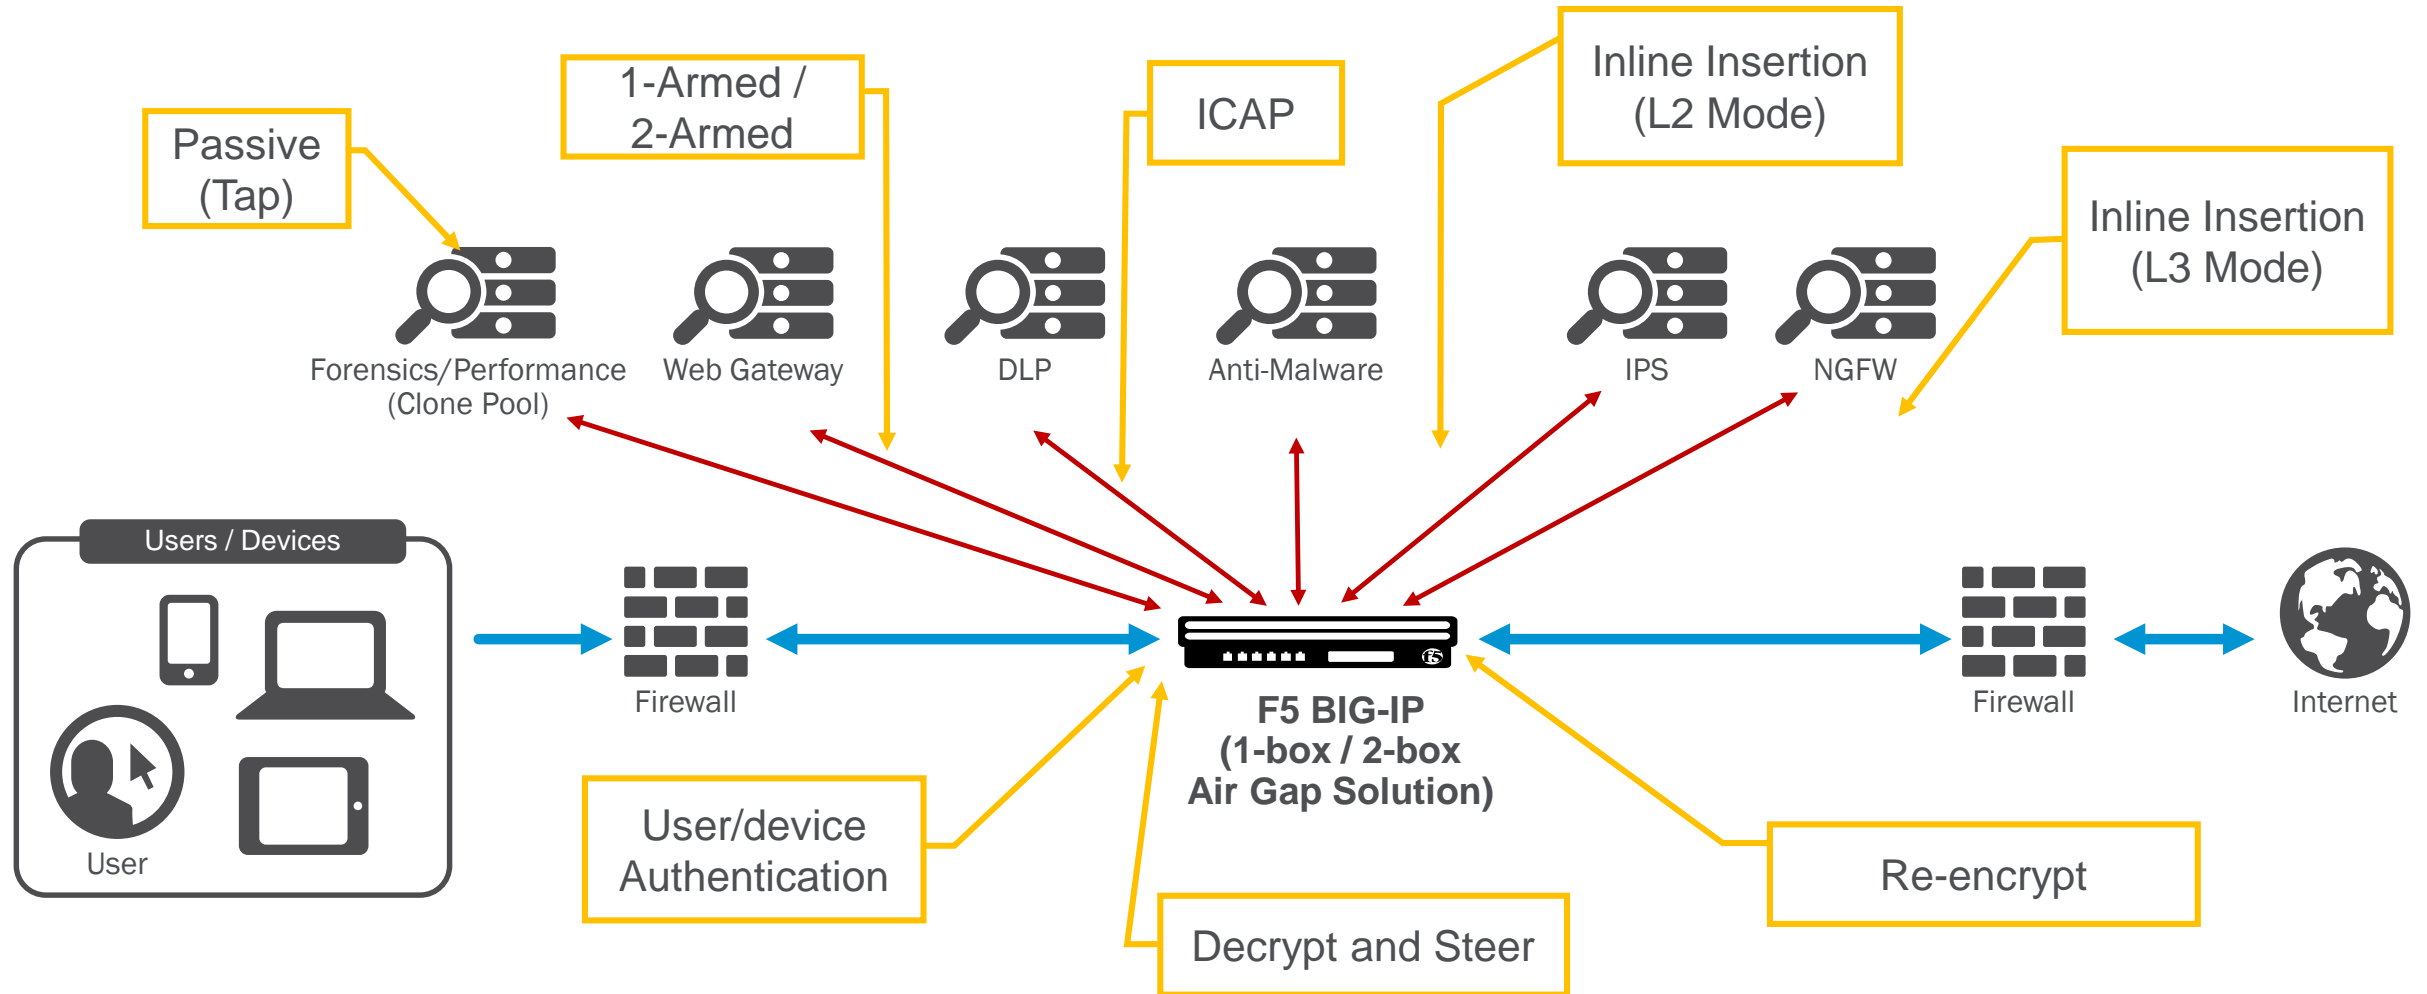 Passive
(Tap)
1-Armed /
2-Armed
ICAP
Inline Insertion
(L2 Mode)
Inline Insertion
(L3 Mode)
Forensics/Performance
(Clone Pool)
Web Gateway
DLP
Anti-Malware
IPS
NGFW
Users / Devices
User
Firewall
f5
F5 BIG-IP
(1-box / 2-box
Air Gap Solution)
Firewall
Internet
User/device
Authentication
Decrypt and Steer
Re-encrypt